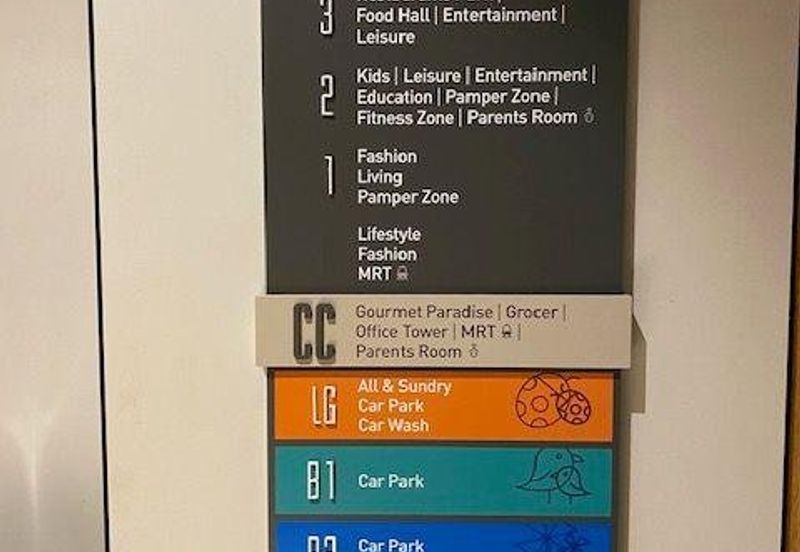 3
Food Hall | Entertainment |
Leisure
2
Kids | Leisure | Entertainment |
Education | Pamper Zone |
Fitness Zone | Parents Room
1
Fashion
Living
Pamper Zone
Lifestyle
Fashion
MRT
CC
Gourmet Paradise | Grocer |
Office Tower | MRT |
Parents Room
LG
All & Sundry
Car Park
Car Wash
B1
Car Park
Car Park